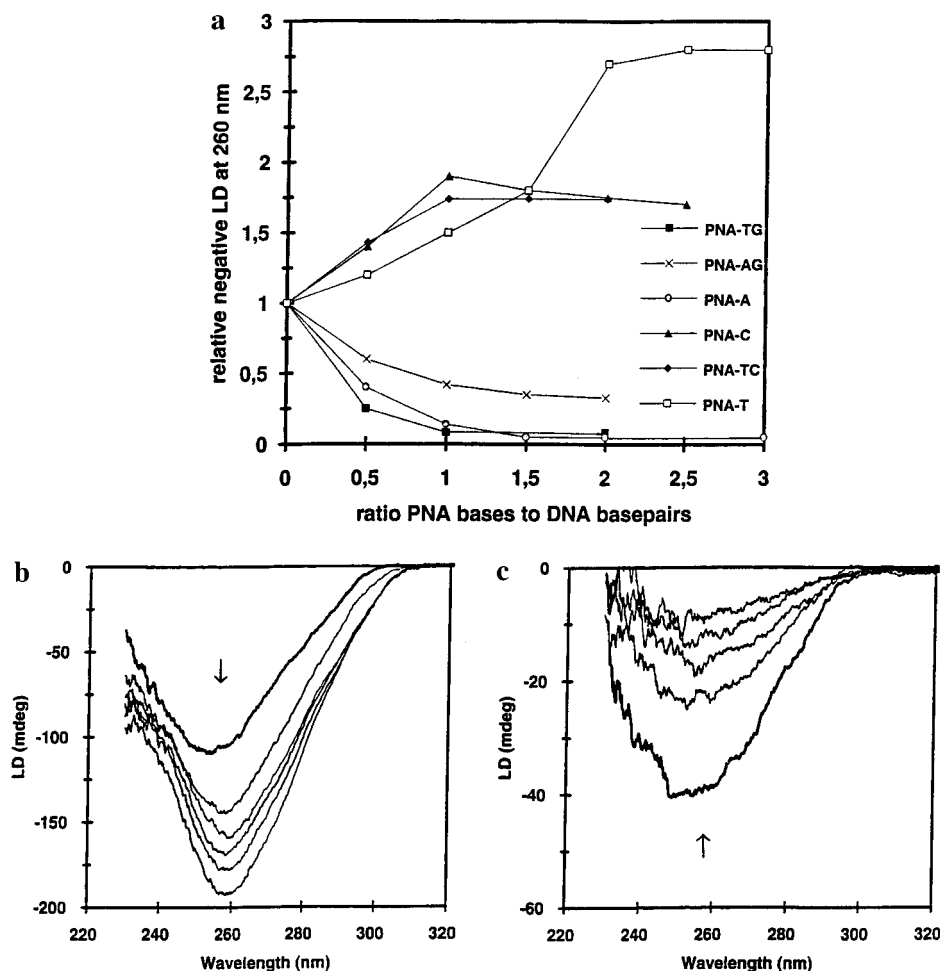 a
relative negative LD at 260 nm
3
2,5
2
1,5
1
0,5
0
0
0,5
1
1,5
2
2,5
3
ratio PNA bases to DNA basepairs
PNA-TG
PNA-AG
PNA-A
PNA-C
PNA-TC
PNA-T
b
LD (mdeg)
0
-50
-100
-150
-200
220
240
260
280
300
320
Wavelength (nm)
c
LD (mdeg)
0
-20
-40
-60
220
240
260
280
300
320
Wavelength (nm)